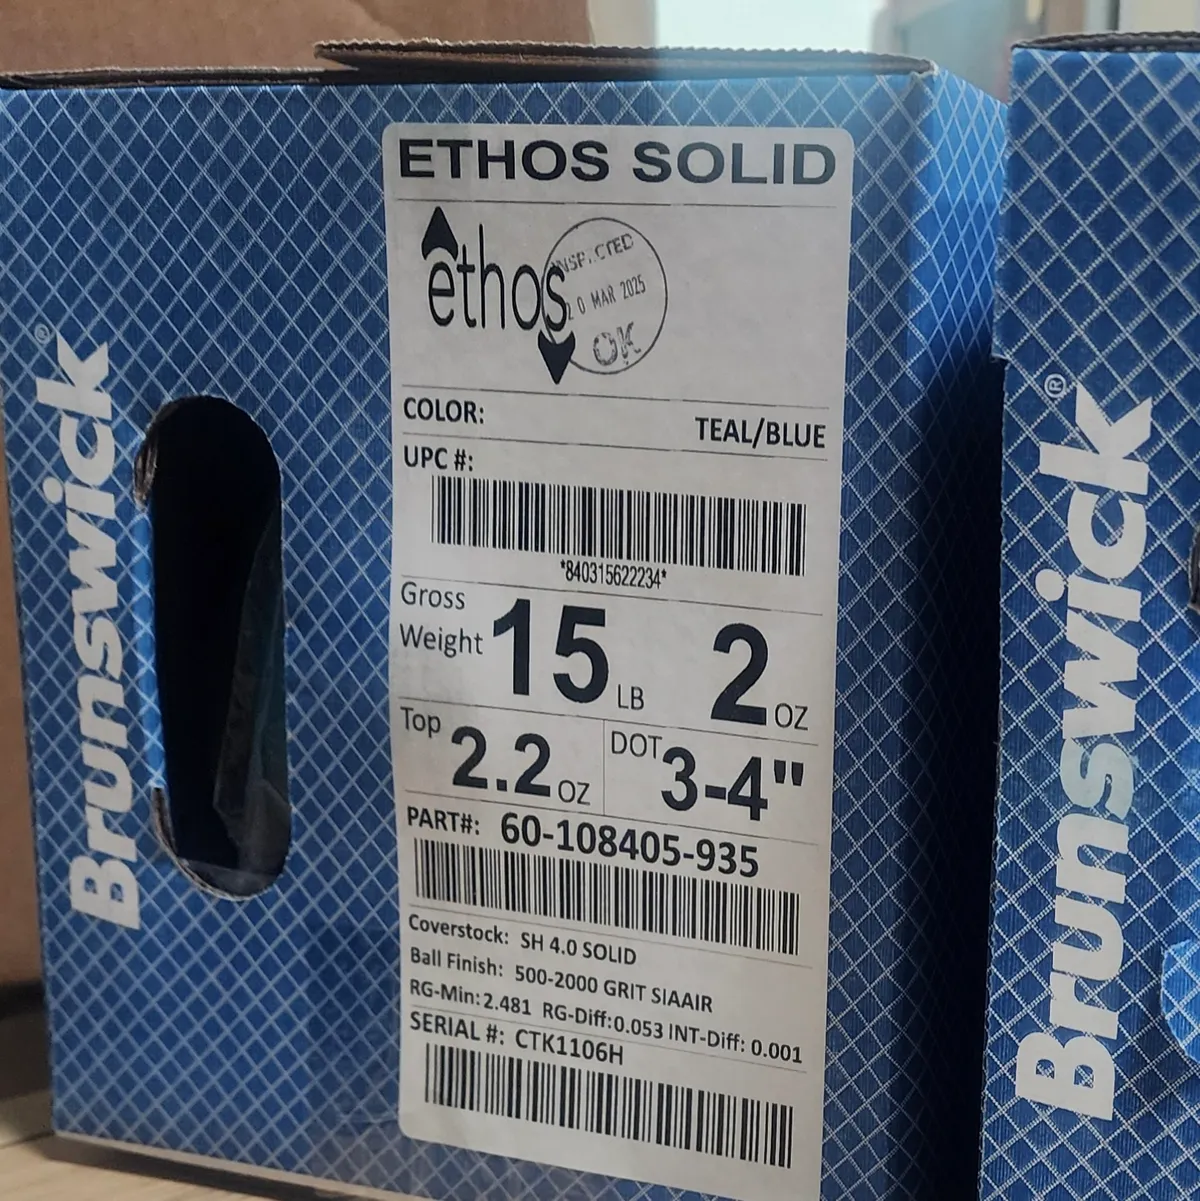 ETHOS SOLID
ethos
20 MAR 2025
OK
COLOR: TEAL/BLUE
UPC #:
*840315622234*
Gross Weight 15 LB 2 OZ
Top 2.2 OZ DOT 3-4"
PART#: 60-108405-935
Coverstock: SH 4.0 SOLID
Ball Finish: 500-2000 GRIT SIAAIR
RG-Min: 2.481 RG-Diff: 0.053 INT-Diff: 0.001
SERIAL #: CTK1106H
Brunswick®
Brunswick®